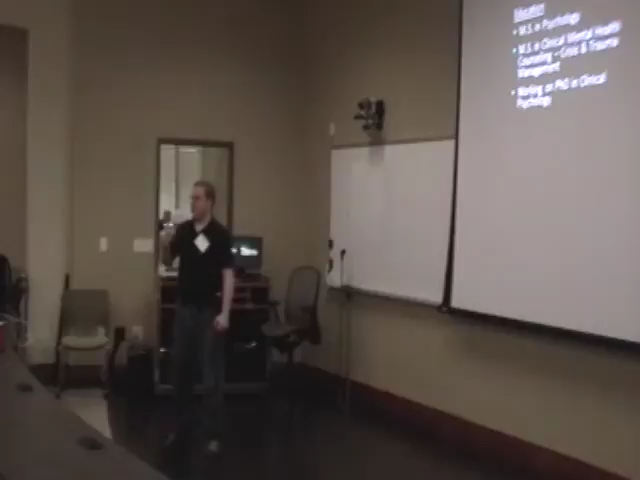 Education
• M.S. in Psychology
• M.S. in Clinical Mental Health
Counseling – Crisis & Trauma
Management
• Working on PhD in Clinical
Psychology